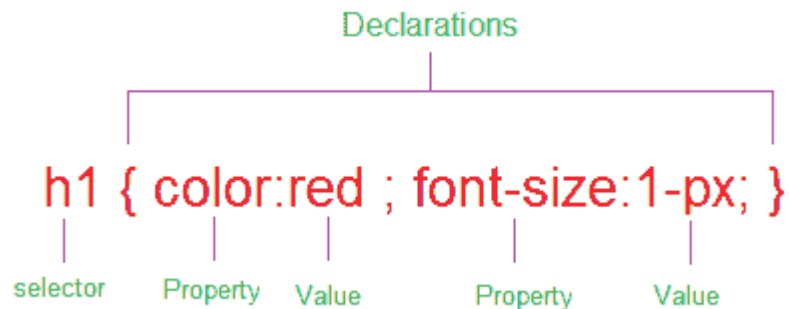 Declarations
h1 { color:red ; font-size:1-px; }
selector Property Value Property Value